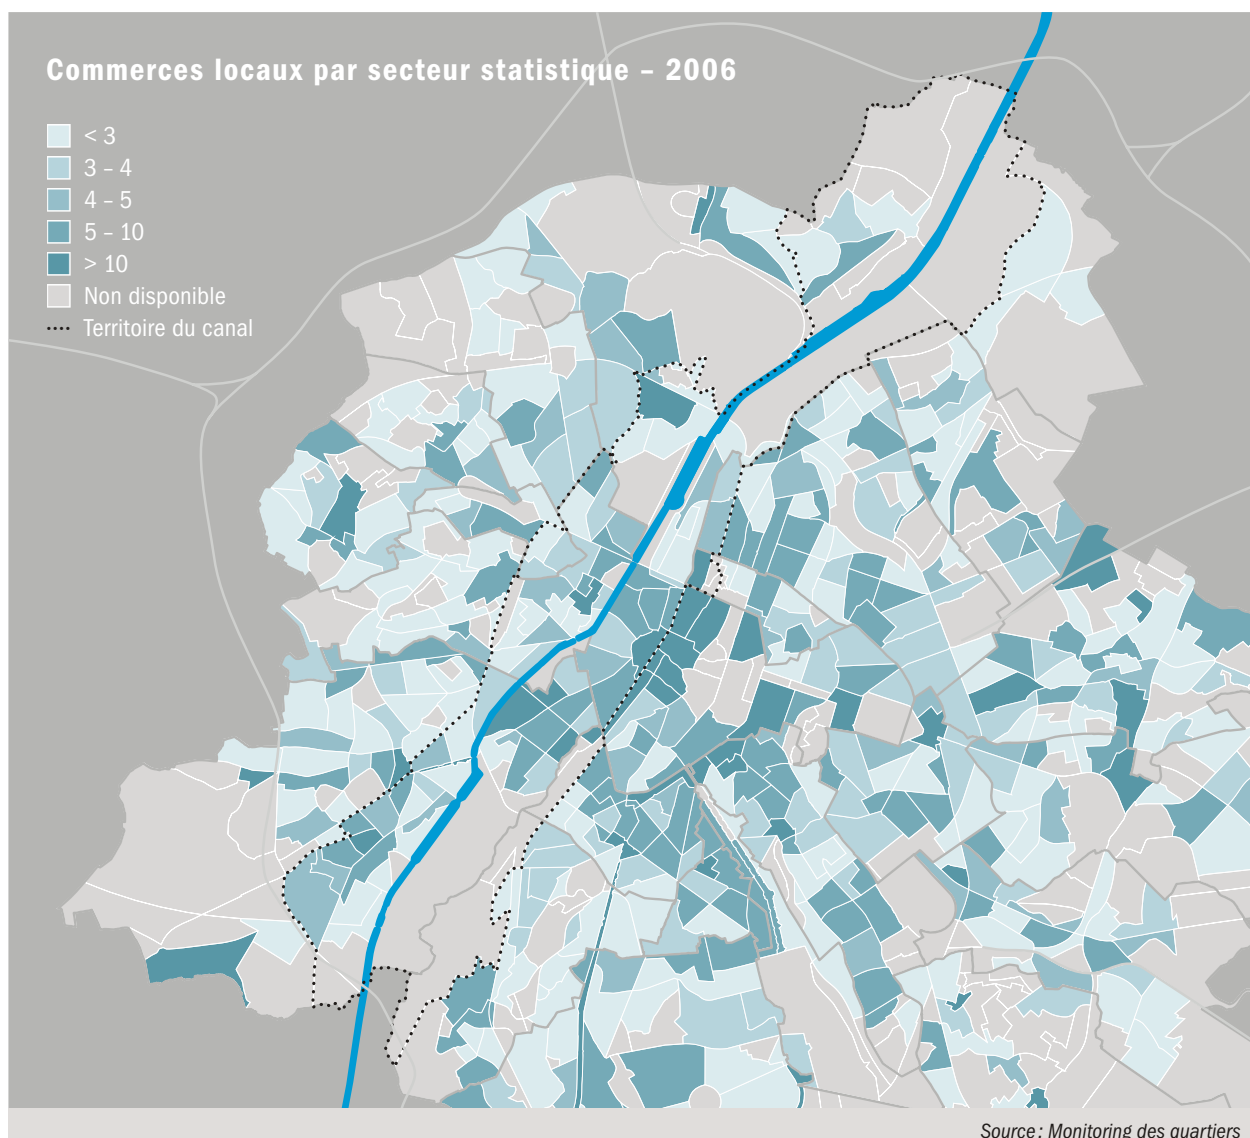 Commerces locaux par secteur statistique – 2006
< 3
3 – 4
4 – 5
5 – 10
> 10
Non disponible
Territoire du canal
Source : Monitoring des quartiers